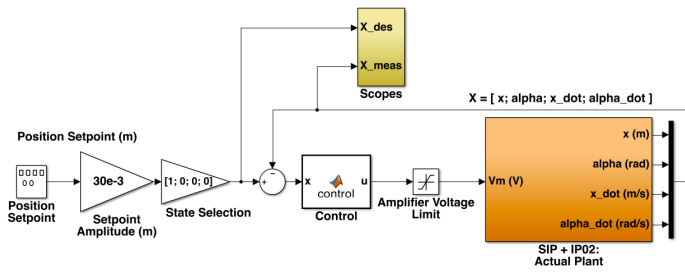 X_des
X_meas
Scopes
X = [ x; alpha; x_dot; alpha_dot ]
Position Setpoint (m)
30e-3
[1; 0; 0; 0]
+
−
x
control
u
Vm (V)
x (m)
alpha (rad)
x_dot (m/s)
alpha_dot (rad/s)
Position
Setpoint
Setpoint
Amplitude (m)
State Selection
Control
Amplifier Voltage
Limit
SIP + IP02:
Actual Plant